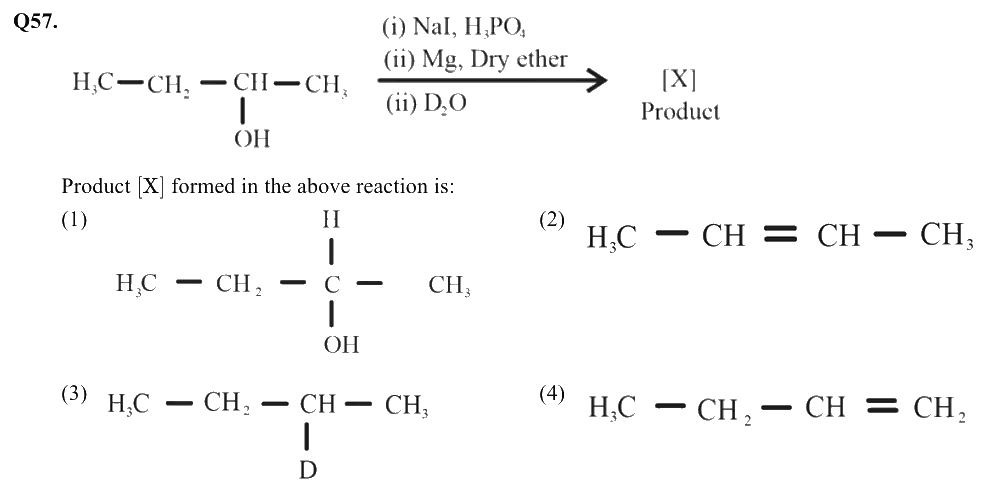 Q57.
(i) NaI, H₃PO₄
(ii) Mg, Dry ether
H₃C—CH₂—CH—CH₃
[X]
(ii) D₂O
Product
OH
Product [X] formed in the above reaction is:
(1)
H
H₃C — CH₂ — C — CH₃
OH
(2) H₃C — CH = CH — CH₃
(3) H₃C — CH₂ — CH — CH₃
D
(4) H₃C — CH₂ — CH = CH₂